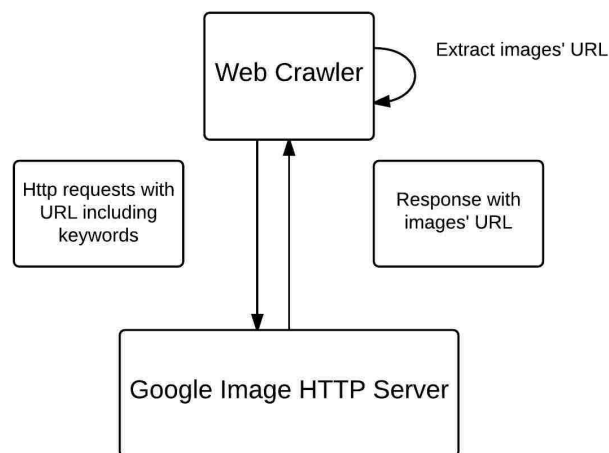 Web Crawler
Extract images' URL
Http requests with
URL including
keywords
Response with
images' URL
Google Image HTTP Server